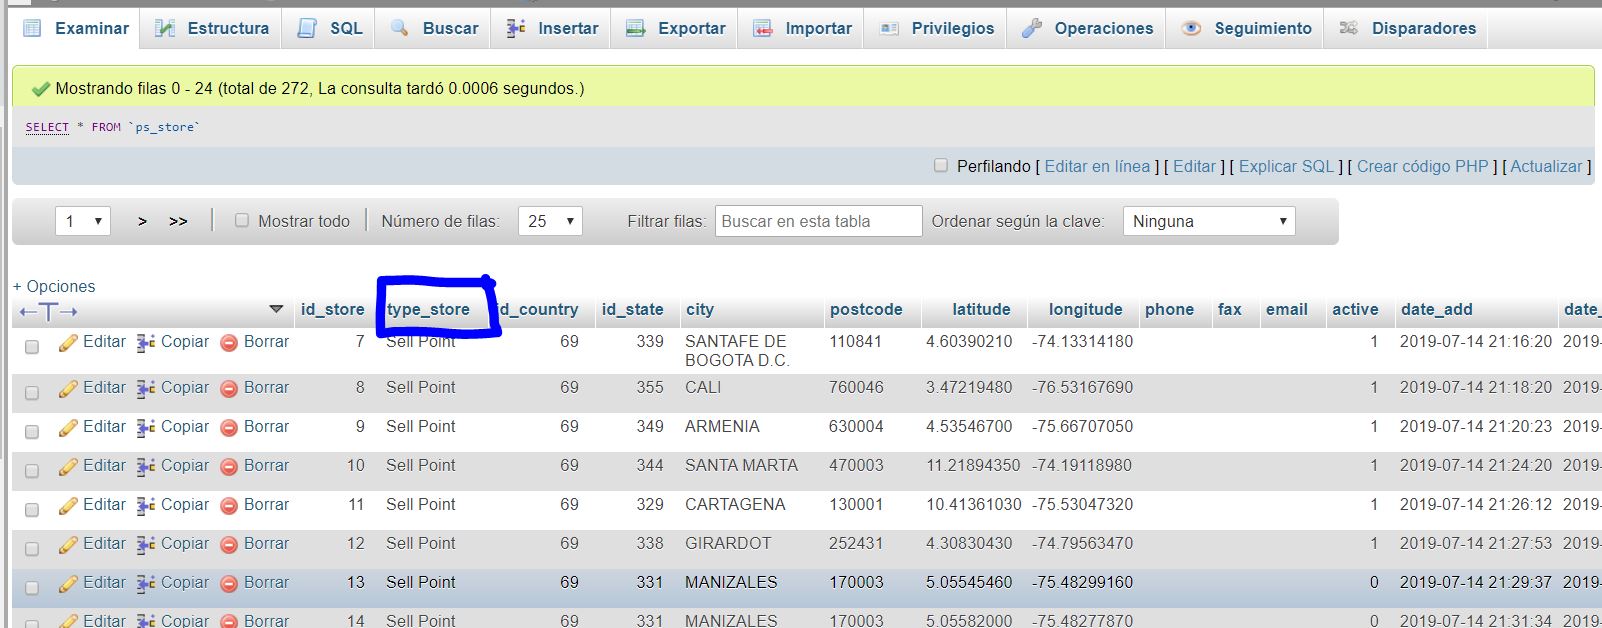 Examinar Estructura SQL Buscar Insertar Exportar Importar Privilegios Operaciones Seguimiento Disparadores
Mostrando filas 0 - 24 (total de 272, La consulta tardó 0.0006 segundos.)
SELECT * FROM `ps_store`
Perfilando [ Editar en línea ] [ Editar ] [ Explicar SQL ] [ Crear código PHP ] [ Actualizar ]
1 > >> Mostrar todo Número de filas: 25 Filtrar filas: Buscar en esta tabla Ordenar según la clave: Ninguna
+ Opciones
id_store type_store id_country id_state city postcode latitude longitude phone fax email active date_add date_
Editar Copiar Borrar 7 Sell Point 69 339 SANTAFE DE BOGOTA D.C. 110841 4.60390210 -74.13314180 1 2019-07-14 21:16:20 2019-
Editar Copiar Borrar 8 Sell Point 69 355 CALI 760046 3.47219480 -76.53167690 1 2019-07-14 21:18:20 2019-
Editar Copiar Borrar 9 Sell Point 69 349 ARMENIA 630004 4.53546700 -75.66707050 1 2019-07-14 21:20:23 2019-
Editar Copiar Borrar 10 Sell Point 69 344 SANTA MARTA 470003 11.21894350 -74.19118980 1 2019-07-14 21:24:20 2019-
Editar Copiar Borrar 11 Sell Point 69 329 CARTAGENA 130001 10.41361030 -75.53047320 1 2019-07-14 21:26:12 2019-
Editar Copiar Borrar 12 Sell Point 69 338 GIRARDOT 252431 4.30830430 -74.79563470 1 2019-07-14 21:27:53 2019-
Editar Copiar Borrar 13 Sell Point 69 331 MANIZALES 170003 5.05545460 -75.48299160 0 2019-07-14 21:29:37 2019-
Editar Copiar Borrar 14 Sell Point 69 331 MANIZALES 170003 5.05582000 -75.48277870 0 2019-07-14 21:31:34 2019-